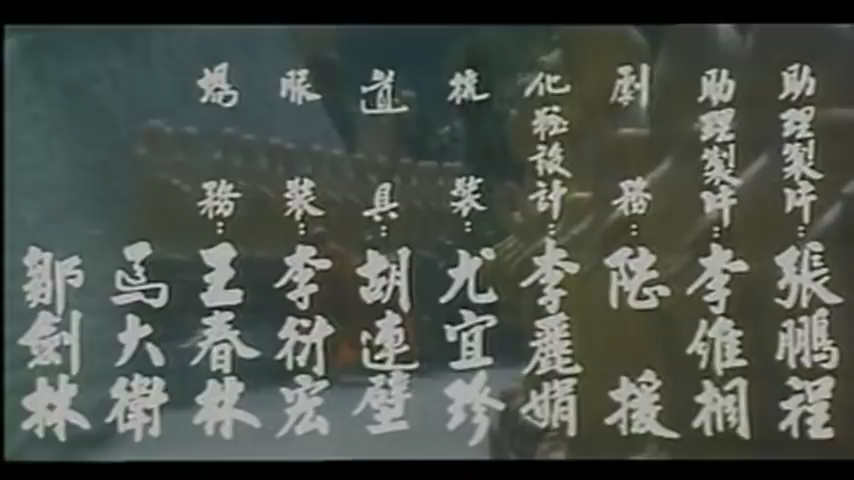 助理製片：張鵬程
助理製片：李維桐
劇務：陸援
化粧設計：李麗娟
梳裝：尤宜珍
道具：胡連璧
服裝：李衍宏
場務：王春林
馬大衛
鄒劍林